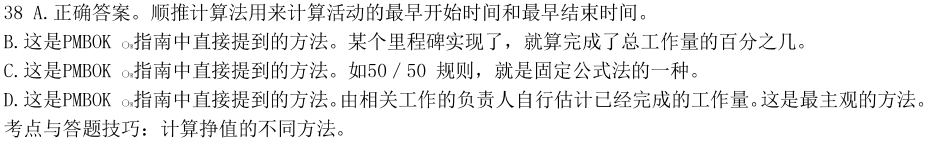 38 A.正确答案。顺推计算法用来计算活动的最早开始时间和最早结束时间。
B.这是PMBOK ®指南中直接提到的方法。某个里程碑实现了，就算完成了总工作量的百分之几。
C.这是PMBOK ®指南中直接提到的方法。如50／50 规则，就是固定公式法的一种。
D.这是PMBOK ®指南中直接提到的方法。由相关工作的负责人自行估计已经完成的工作量。这是最主观的方法。
考点与答题技巧：计算挣值的不同方法。